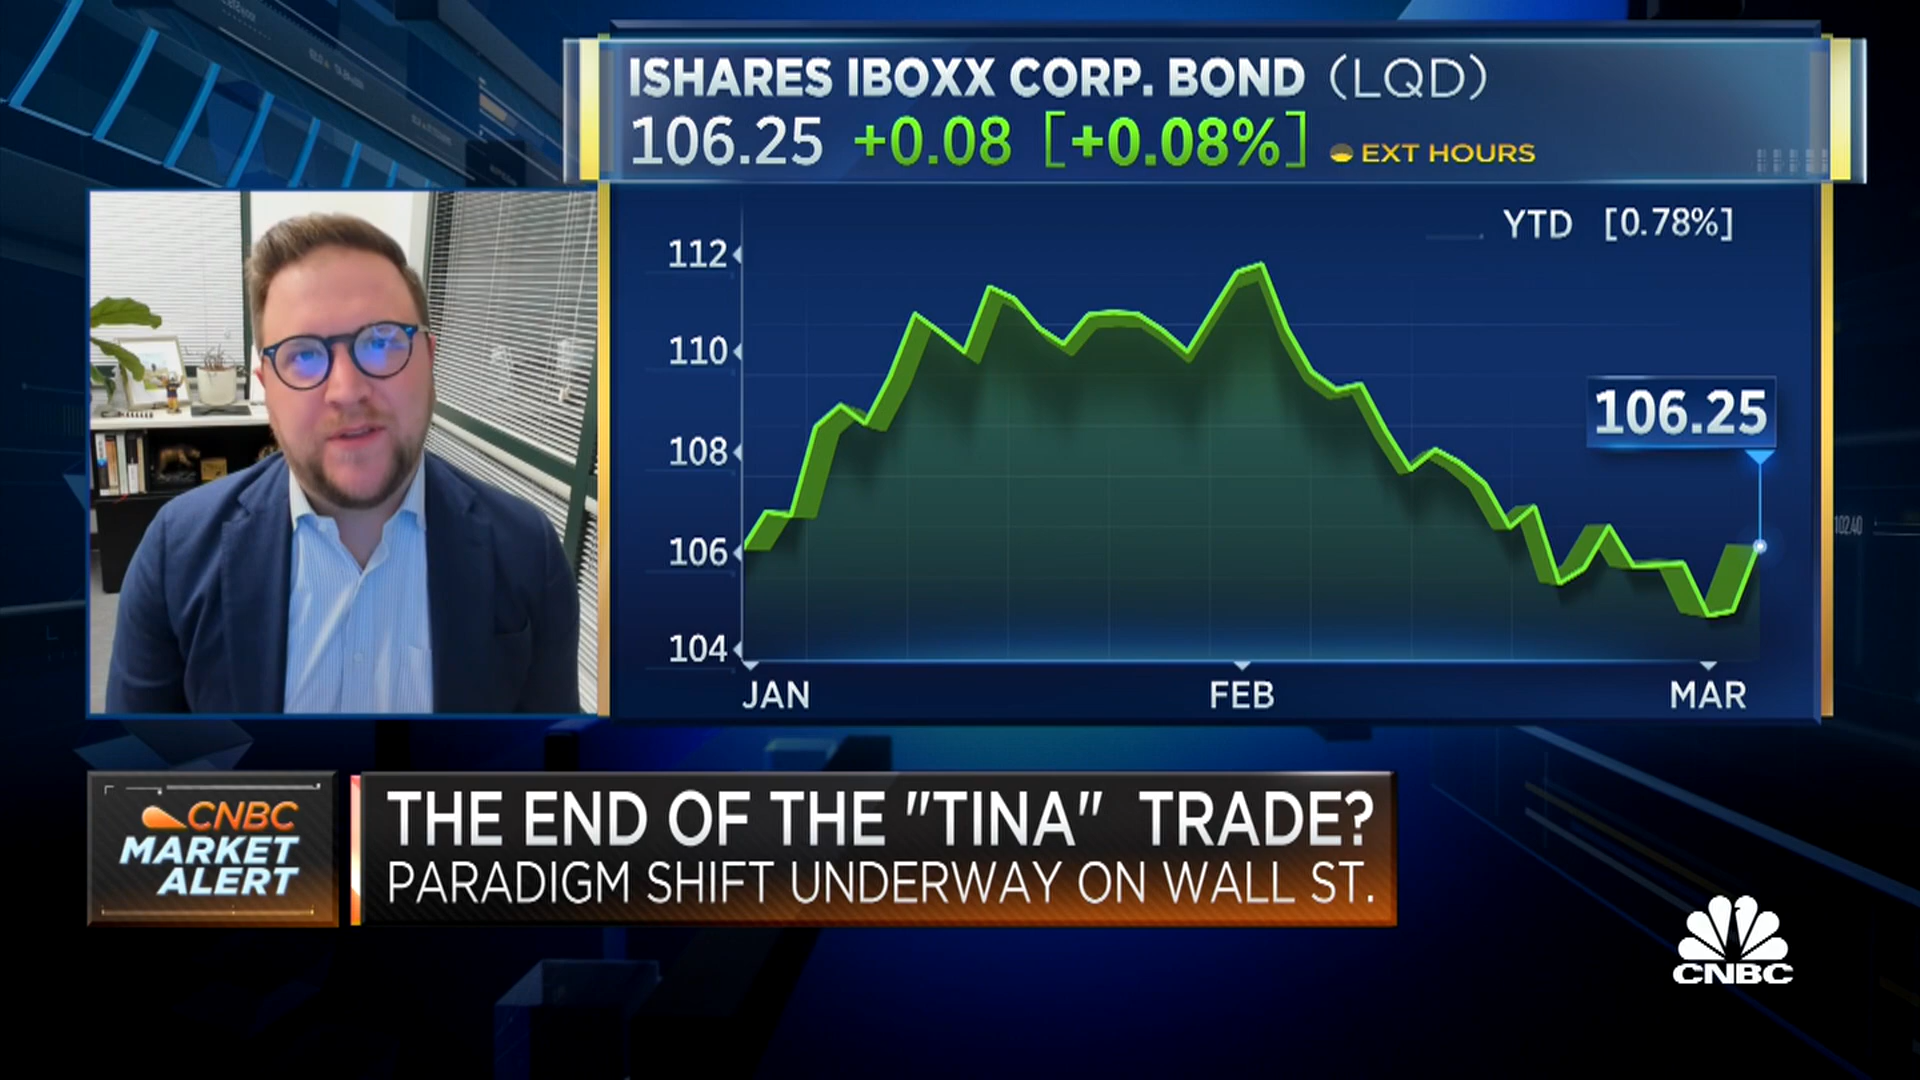 ISHARES IBOXX CORP. BOND (LQD)
106.25 +0.08 [+0.08%] EXT HOURS
YTD [0.78%]
112
110
108
106
104
106.25
JAN FEB MAR
102.40
CNBC
MARKET
ALERT
THE END OF THE "TINA" TRADE?
PARADIGM SHIFT UNDERWAY ON WALL ST.
CNBC